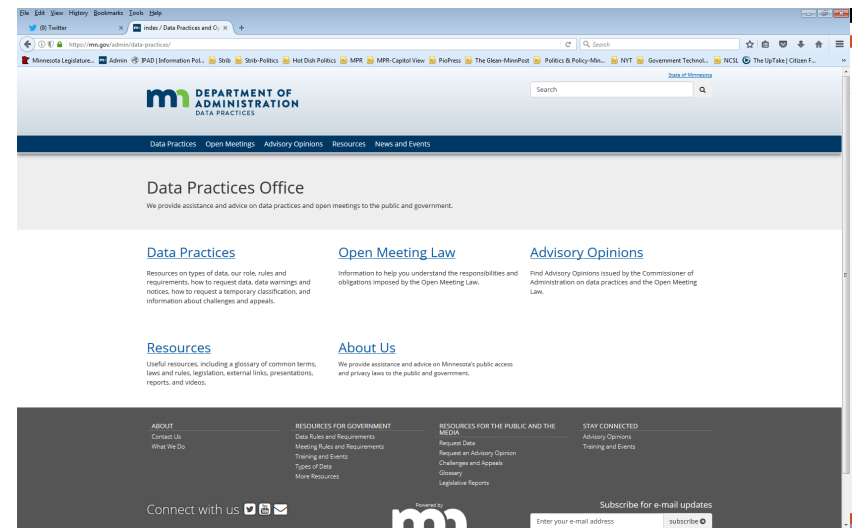 File Edit View History Bookmarks Tools Help
(9) Twitter
index / Data Practices and O
https://mn.gov/admin/data-practices/
Search
Minnesota Legislature... Admin IPAD | Information Pol... Strib Strib-Politics Hot Dish Politics MPR MPR-Capitol View PioPress The Glean-MinnPost Politics & Policy-Min... NYT Government Technol... NCSL The UpTake | Citizen F...
State of Minnesota
DEPARTMENT OF
ADMINISTRATION
DATA PRACTICES
Search
Data Practices Open Meetings Advisory Opinions Resources News and Events
Data Practices Office
We provide assistance and advice on data practices and open meetings to the public and government.
Data Practices
Resources on types of data, our role, rules and
requirements, how to request data, data warnings and
notices, how to request a temporary classification, and
information about challenges and appeals.
Open Meeting Law
Information to help you understand the responsibilities and
obligations imposed by the Open Meeting Law.
Advisory Opinions
Find Advisory Opinions issued by the Commissioner of
Administration on data practices and the Open Meeting
Law.
Resources
Useful resources, including a glossary of common terms,
laws and rules, legislation, external links, presentations,
reports, and videos.
About Us
We provide assistance and advice on Minnesota's public access
and privacy laws to the public and government.
ABOUT
Contact Us
What We Do
RESOURCES FOR GOVERNMENT
Data Rules and Requirements
Meeting Rules and Requirements
Training and Events
Types of Data
More Resources
RESOURCES FOR THE PUBLIC AND THE
MEDIA
Request Data
Request an Advisory Opinion
Challenges and Appeals
Glossary
Legislative Reports
STAY CONNECTED
Advisory Opinions
Training and Events
Connect with us
Powered by
Subscribe for e-mail updates
Enter your e-mail address
subscribe